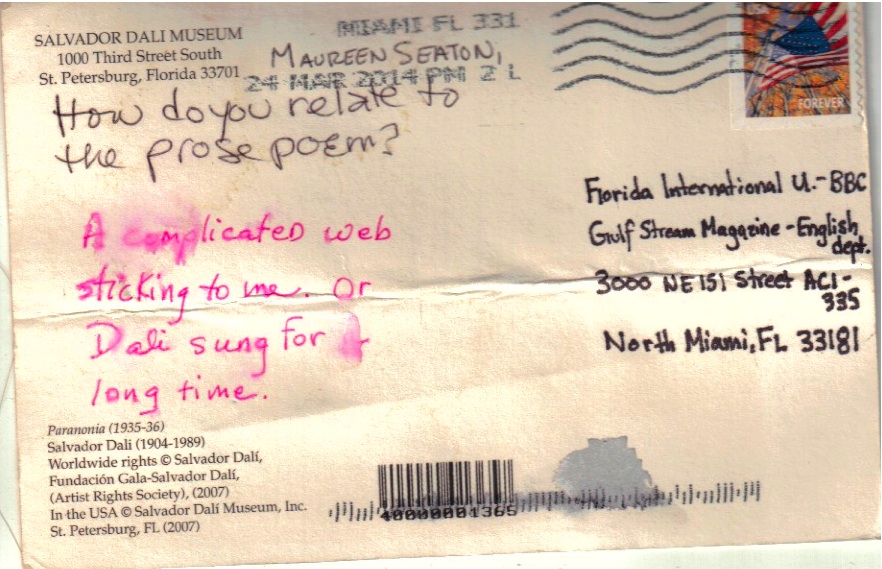 SALVADOR DALI MUSEUM
1000 Third Street South
St. Petersburg, Florida 33701
MIAMI FL 331
24 MAR 2014 PM 2 L
FOREVER
MAUREEN SEATON,
How do you relate to
the prose poem?
A complicated web
sticking to me. Or
Dali sung for a
long time.
Florida International U.-BBC
Gulf Stream Magazine-English
dept.
3000 NE 151 Street AC1-
335
North Miami, FL 33181
Paranonia (1935-36)
Salvador Dali (1904-1989)
Worldwide rights © Salvador Dalí,
Fundación Gala-Salvador Dalí,
(Artist Rights Society), (2007)
In the USA © Salvador Dalí Museum, Inc.
St. Petersburg, FL (2007)
40000001365